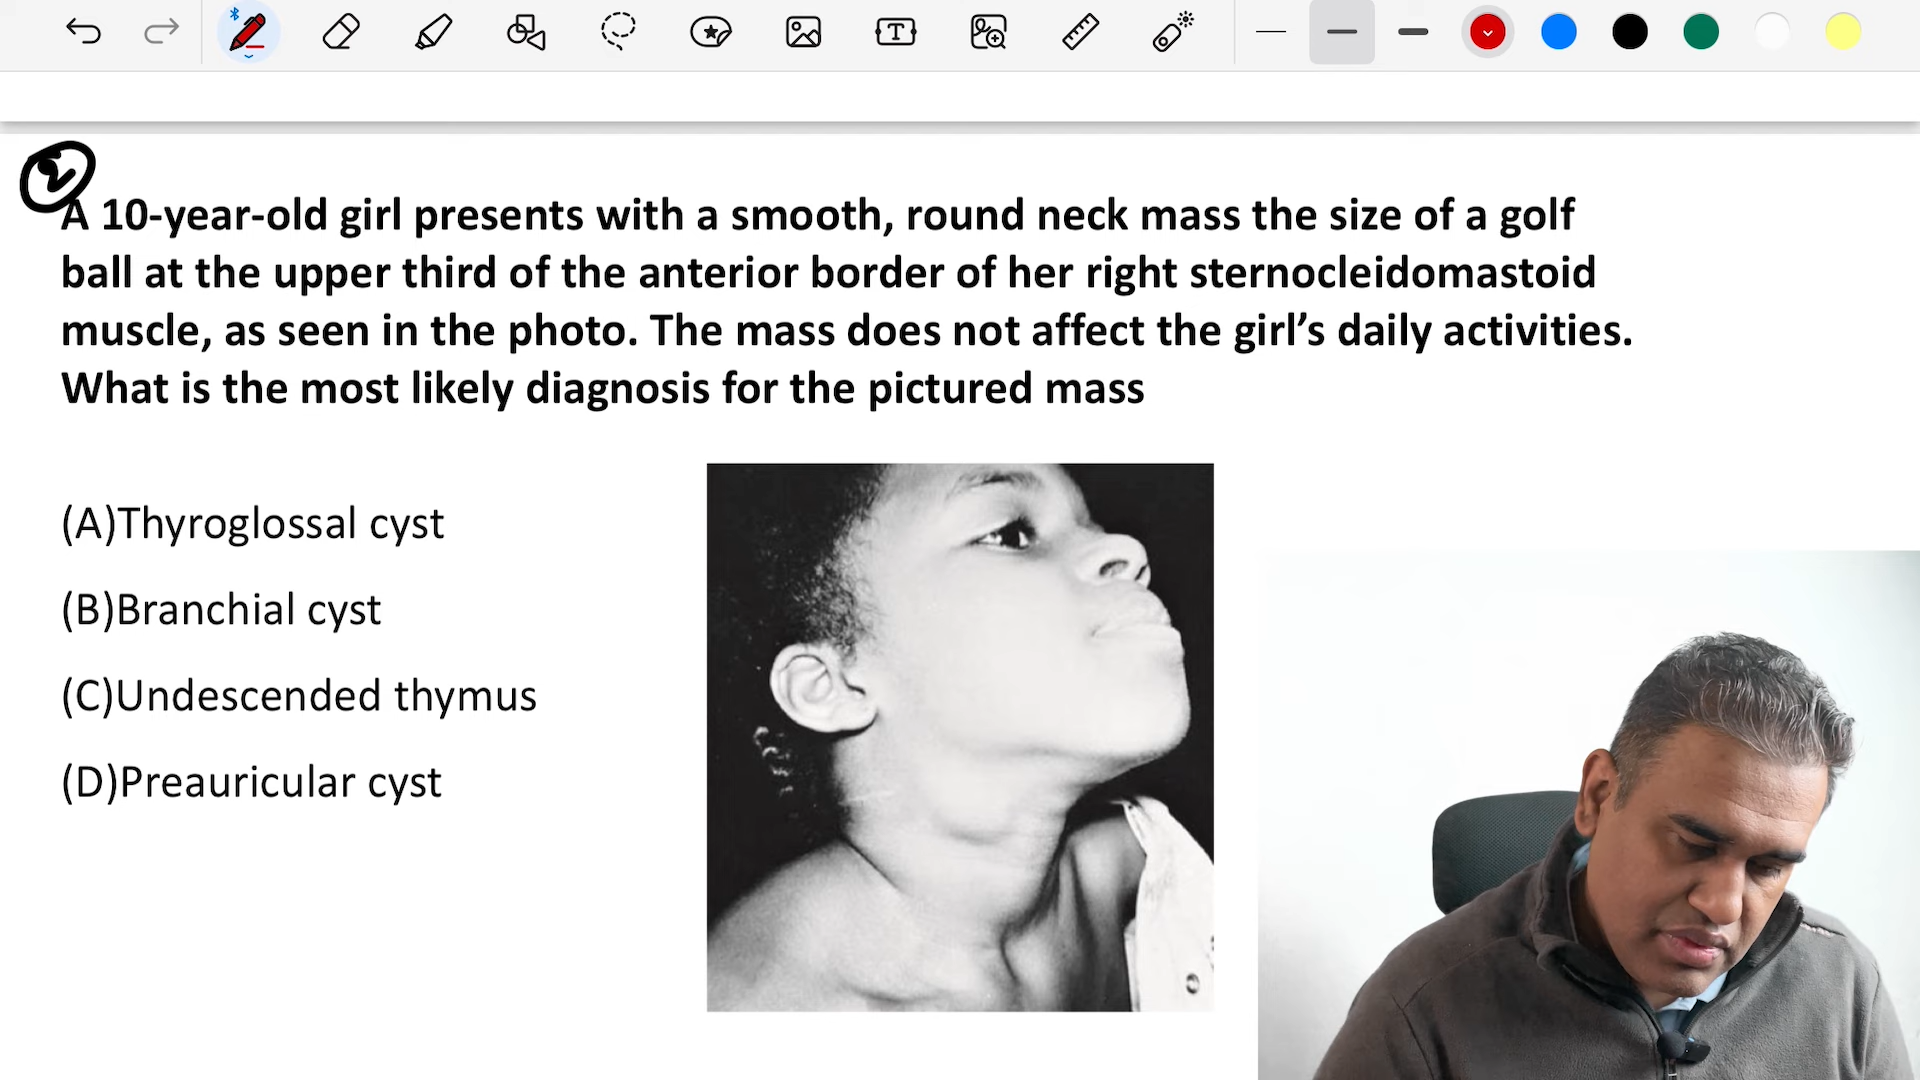 2
A 10-year-old girl presents with a smooth, round neck mass the size of a golf
ball at the upper third of the anterior border of her right sternocleidomastoid
muscle, as seen in the photo. The mass does not affect the girl’s daily activities.
What is the most likely diagnosis for the pictured mass
(A)Thyroglossal cyst
(B)Branchial cyst
(C)Undescended thymus
(D)Preauricular cyst